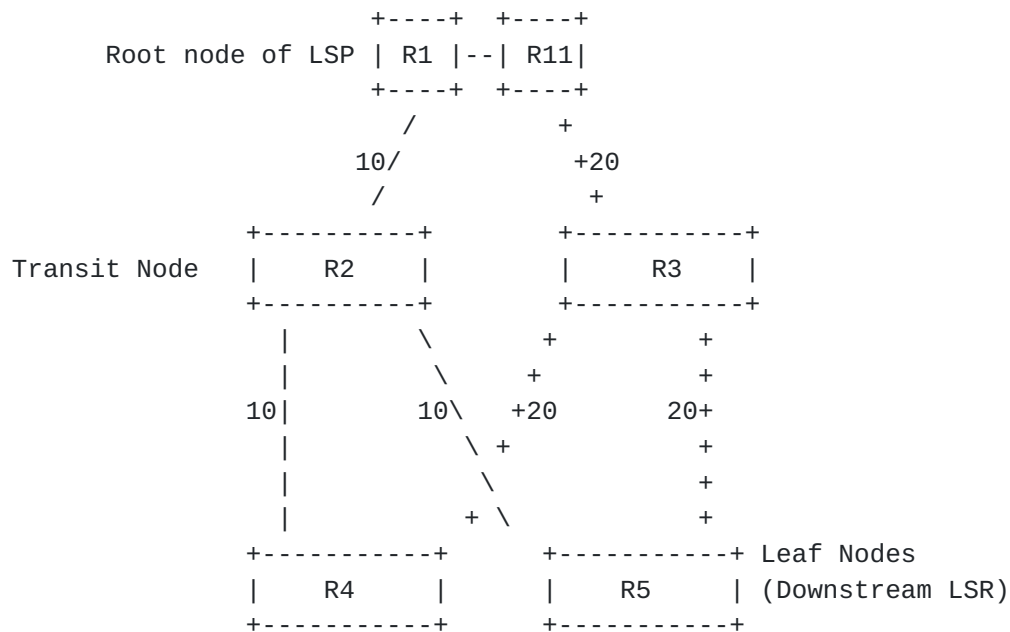 +----+  +----+
      Root node of LSP | R1 |--| R11|
                       +----+  +----+
                         /         +
                      10/           +20
                       /             +
               +----------+        +-----------+
Transit Node   |    R2    |        |     R3    |
               +----------+        +-----------+
                 |        \       +         +
                 |         \     +          +
               10|        10\   +20       20+
                 |           \ +            +
                 |            \             +
                 |           + \            +
               +-----------+      +-----------+ Leaf Nodes
               |    R4     |      |    R5     | (Downstream LSR)
               +-----------+      +-----------+